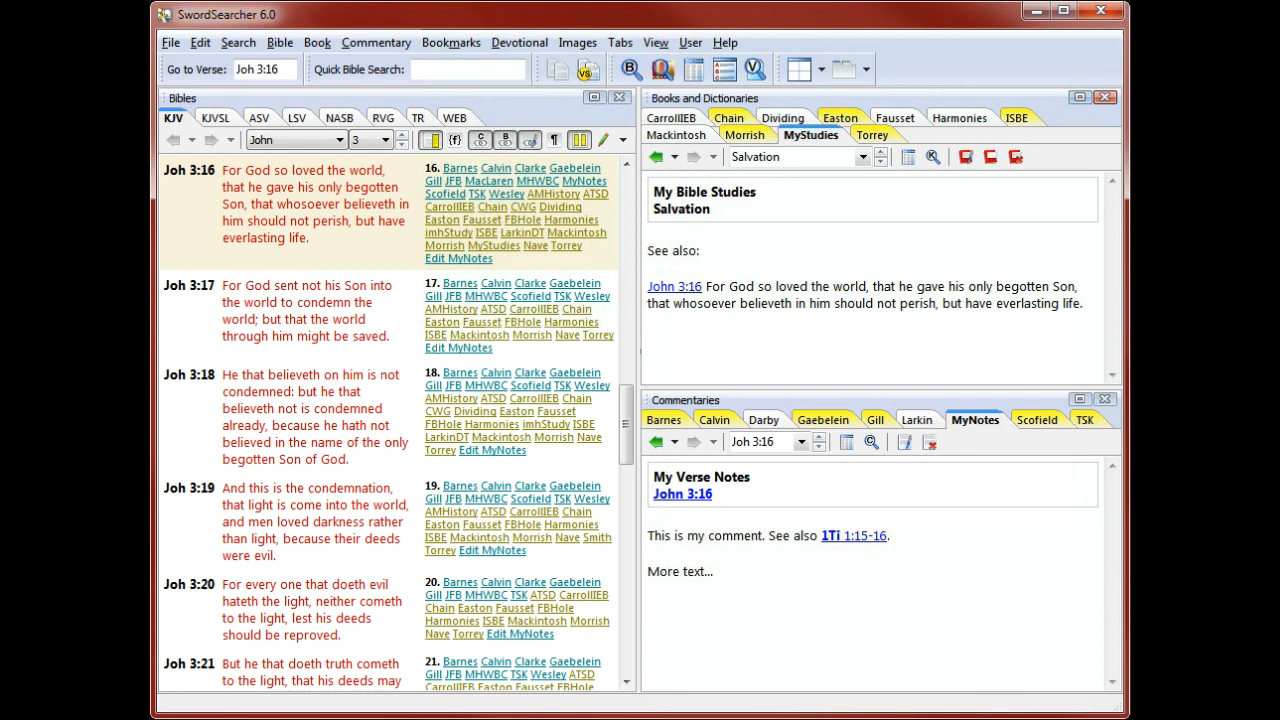 SwordSearcher 6.0
File Edit Search Bible Book Commentary Bookmarks Devotional Images Tabs View User Help
Go to Verse: Joh 3:16 Quick Bible Search:
Bibles
KJV KJVSL ASV LSV NASB RVG TR WEB
John 3
Joh 3:16 For God so loved the world,
that he gave his only begotten
Son, that whosoever believeth in
him should not perish, but have
everlasting life.
16. Barnes Calvin Clarke Gaebelein
Gill JFB MacLaren MHWBC MyNotes
Scofield TSK Wesley AMHistory ATSD
CarrollIEB Chain CWG Dividing
Easton Fausset FBHole Harmonies
imhStudy ISBE LarkinDT Mackintosh
Morrish MyStudies Nave Torrey
Edit MyNotes
Joh 3:17 For God sent not his Son into
the world to condemn the
world; but that the world
through him might be saved.
17. Barnes Calvin Clarke Gaebelein
Gill JFB MHWBC Scofield TSK Wesley
AMHistory ATSD CarrollIEB Chain
Easton Fausset FBHole Harmonies
ISBE Mackintosh Morrish Nave Torrey
Edit MyNotes
Joh 3:18 He that believeth on him is not
condemned: but he that
believeth not is condemned
already, because he hath not
believed in the name of the only
begotten Son of God.
18. Barnes Calvin Clarke Gaebelein
Gill JFB MHWBC Scofield TSK Wesley
AMHistory ATSD CarrollIEB Chain
CWG Dividing Easton Fausset
FBHole Harmonies imhStudy ISBE
LarkinDT Mackintosh Morrish Nave
Torrey Edit MyNotes
Joh 3:19 And this is the condemnation,
that light is come into the world,
and men loved darkness rather
than light, because their deeds
were evil.
19. Barnes Calvin Clarke Gaebelein
Gill JFB MHWBC Scofield TSK Wesley
AMHistory ATSD CarrollIEB Chain
Easton Fausset FBHole Harmonies
ISBE Mackintosh Morrish Nave Smith
Torrey Edit MyNotes
Joh 3:20 For every one that doeth evil
hateth the light, neither cometh
to the light, lest his deeds
should be reproved.
20. Barnes Calvin Clarke Gaebelein
Gill JFB MHWBC TSK ATSD CarrollIEB
Chain Easton Fausset FBHole
Harmonies ISBE Mackintosh Morrish
Nave Torrey Edit MyNotes
Joh 3:21 But he that doeth truth cometh
to the light, that his deeds may
21. Barnes Calvin Clarke Gaebelein
Gill JFB MHWBC TSK Wesley ATSD
CarrollIEB Easton Fausset FBHole
Books and Dictionaries
CarrollIEB Chain Dividing Easton Fausset Harmonies ISBE
Mackintosh Morrish MyStudies Torrey
Salvation
My Bible Studies
Salvation
See also:
John 3:16 For God so loved the world, that he gave his only begotten Son,
that whosoever believeth in him should not perish, but have everlasting life.
Commentaries
Barnes Calvin Darby Gaebelein Gill Larkin MyNotes Scofield TSK
Joh 3:16
My Verse Notes
John 3:16
This is my comment. See also 1Ti 1:15-16.
More text...